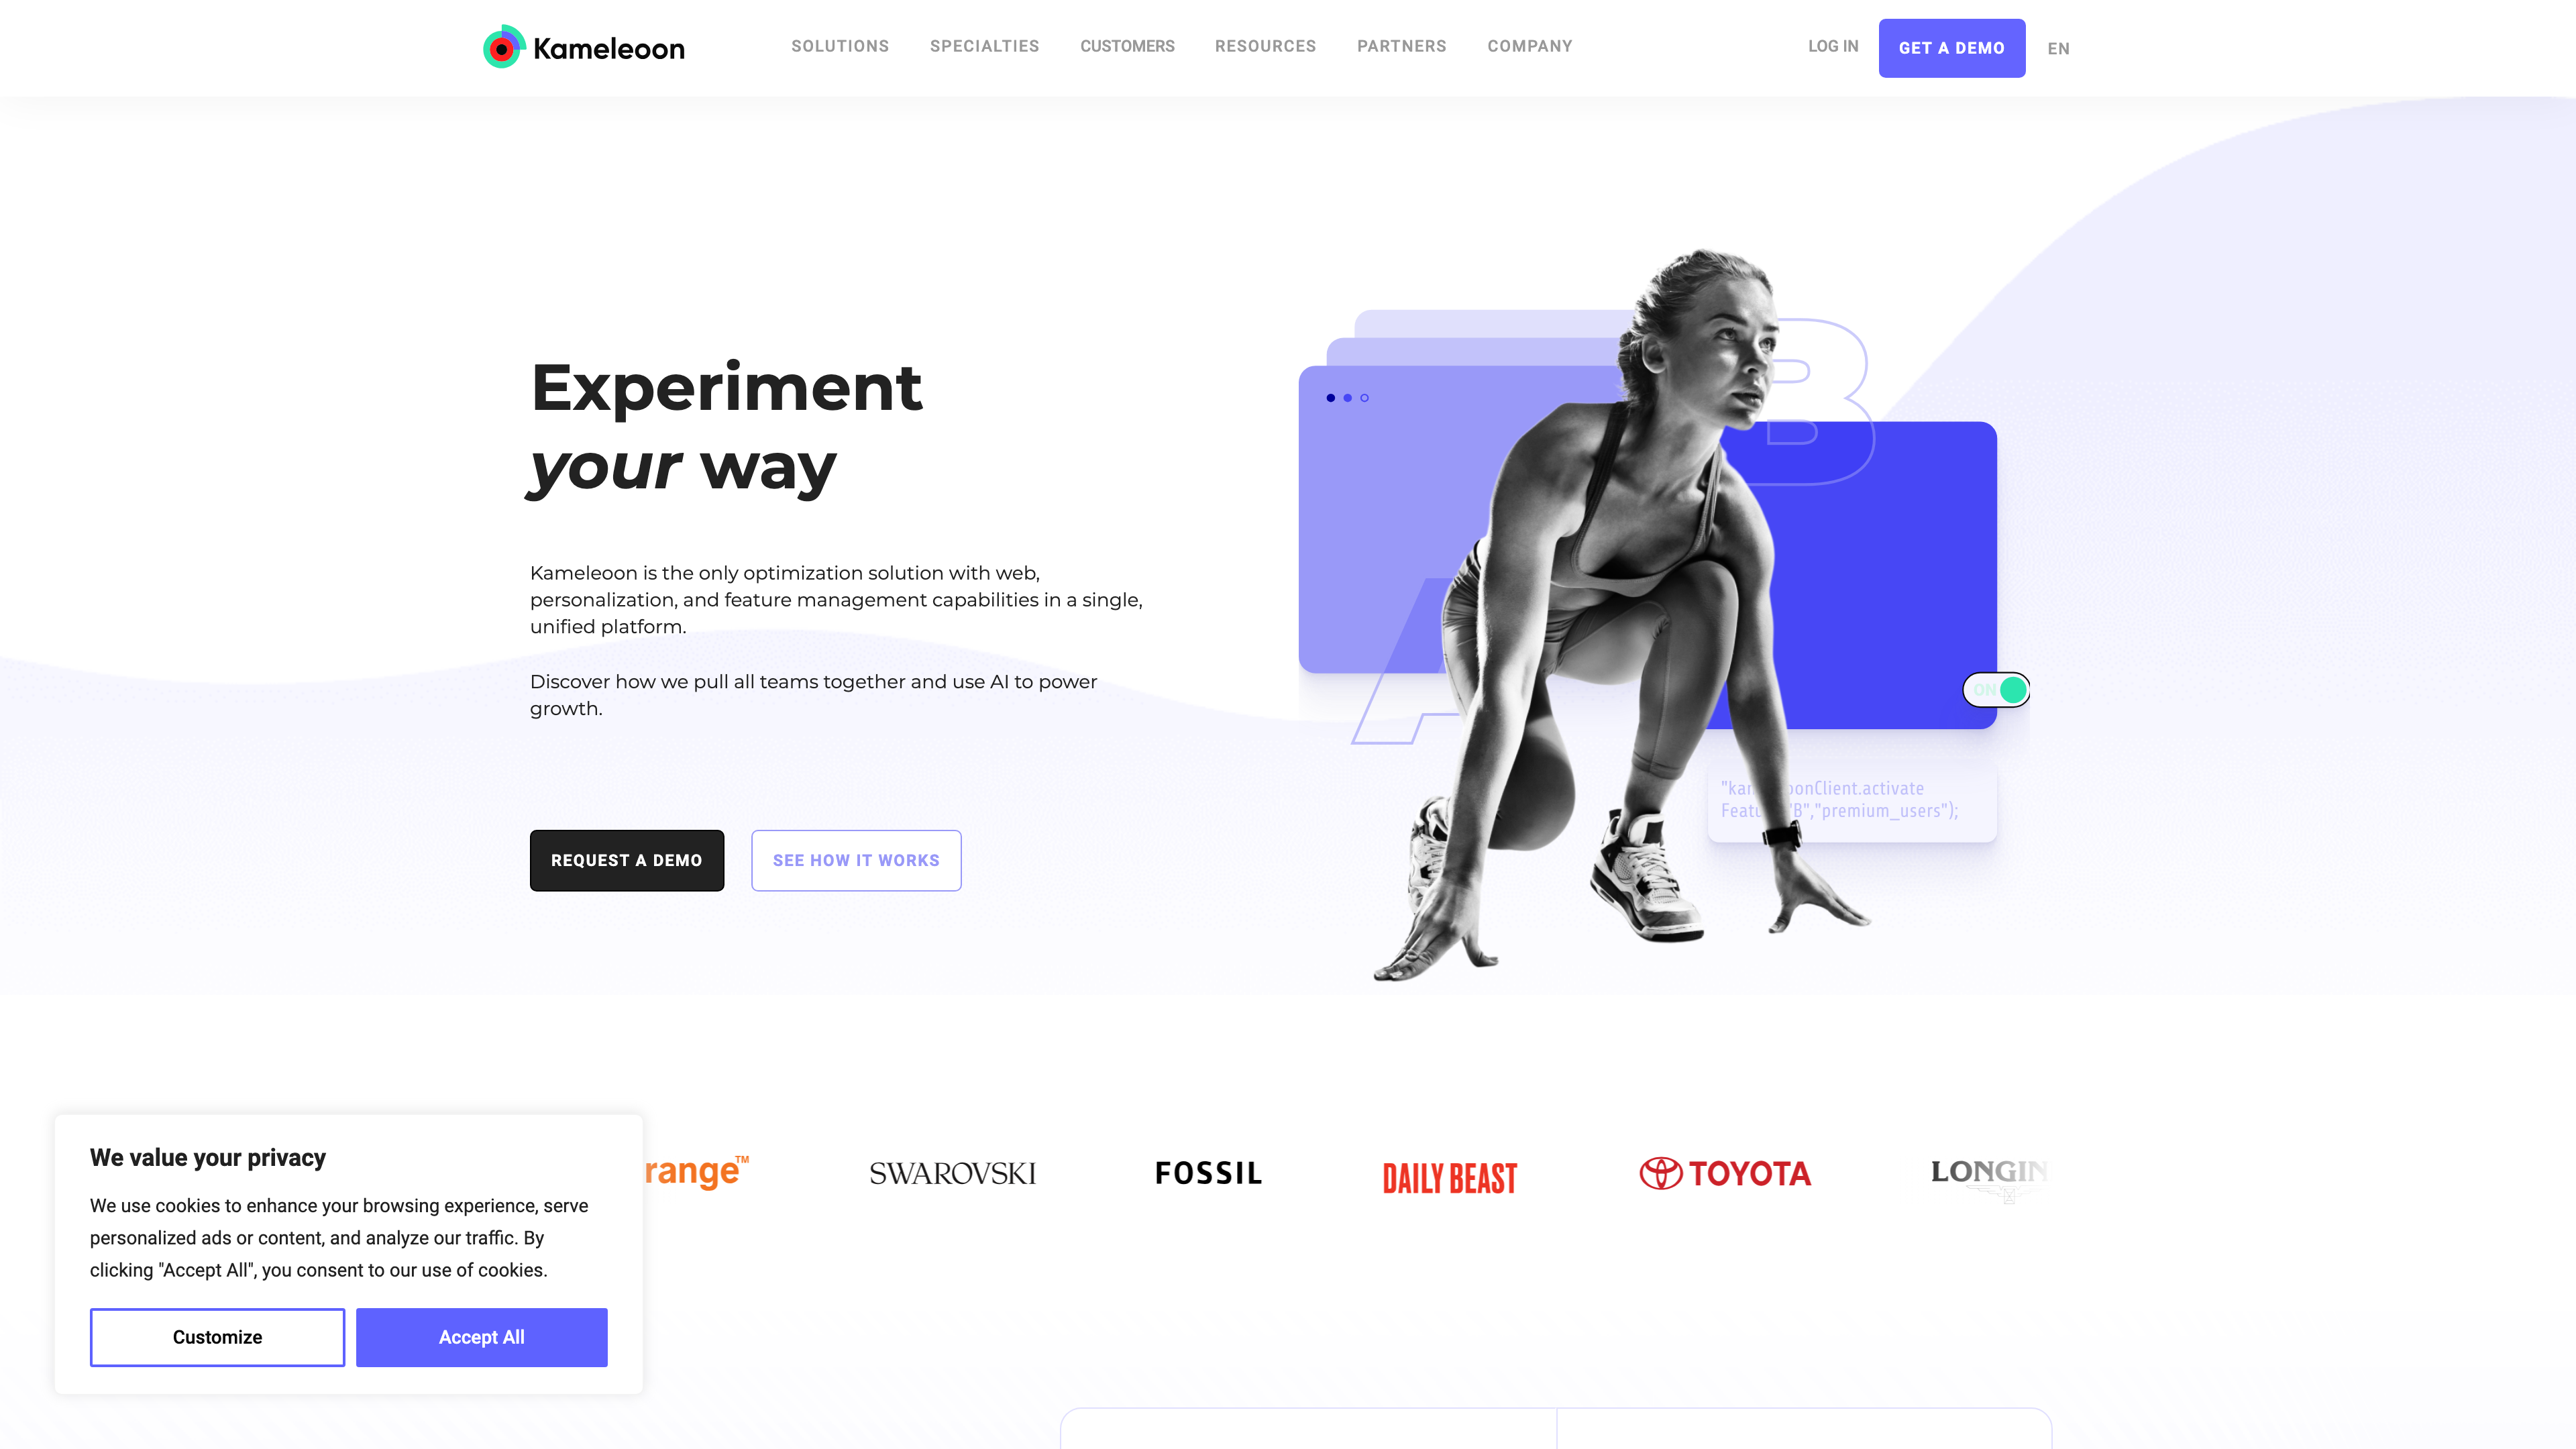 Kameleoon
SOLUTIONS
SPECIALTIES
CUSTOMERS
RESOURCES
PARTNERS
COMPANY
LOG IN
GET A DEMO
EN
Experiment
your way
Kameleoon is the only optimization solution with web,
personalization, and feature management capabilities in a single,
unified platform.
Discover how we pull all teams together and use AI to power
growth.
REQUEST A DEMO
SEE HOW IT WORKS
B
A
ON
"kam oonClient.activate
Featu "B","premium_users");
range™
SWAROVSKI
FOSSIL
DAILY BEAST
TOYOTA
LONGIN
We value your privacy
We use cookies to enhance your browsing experience, serve
personalized ads or content, and analyze our traffic. By
clicking "Accept All", you consent to our use of cookies.
Customize
Accept All